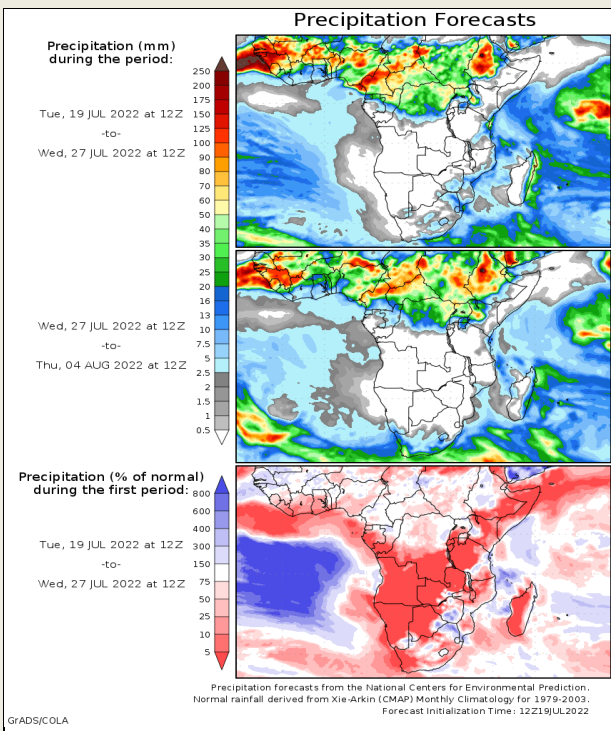 Precipitation Forecasts
Precipitation (mm)
during the period:
Tue, 19 JUL 2022 at 12Z
-to-
Wed, 27 JUL 2022 at 12Z
250
200
175
150
125
100
90
80
70
60
50
40
35
30
25
20
16
13
10
7.5
5
2.5
2
1.5
1
0.5
Wed, 27 JUL 2022 at 12Z
-to-
Thu, 04 AUG 2022 at 12Z
Precipitation (% of normal)
during the first period:
Tue, 19 JUL 2022 at 12Z
-to-
Wed, 27 JUL 2022 at 12Z
800
600
400
300
150
75
50
25
10
5
Precipitation forecasts from the National Centers for Environmental Prediction.
Normal rainfall derived from Xie-Arkin (CMAP) Monthly Climatology for 1979-2003.
Forecast Initialization Time: 12Z19JUL2022
GrADS/COLA